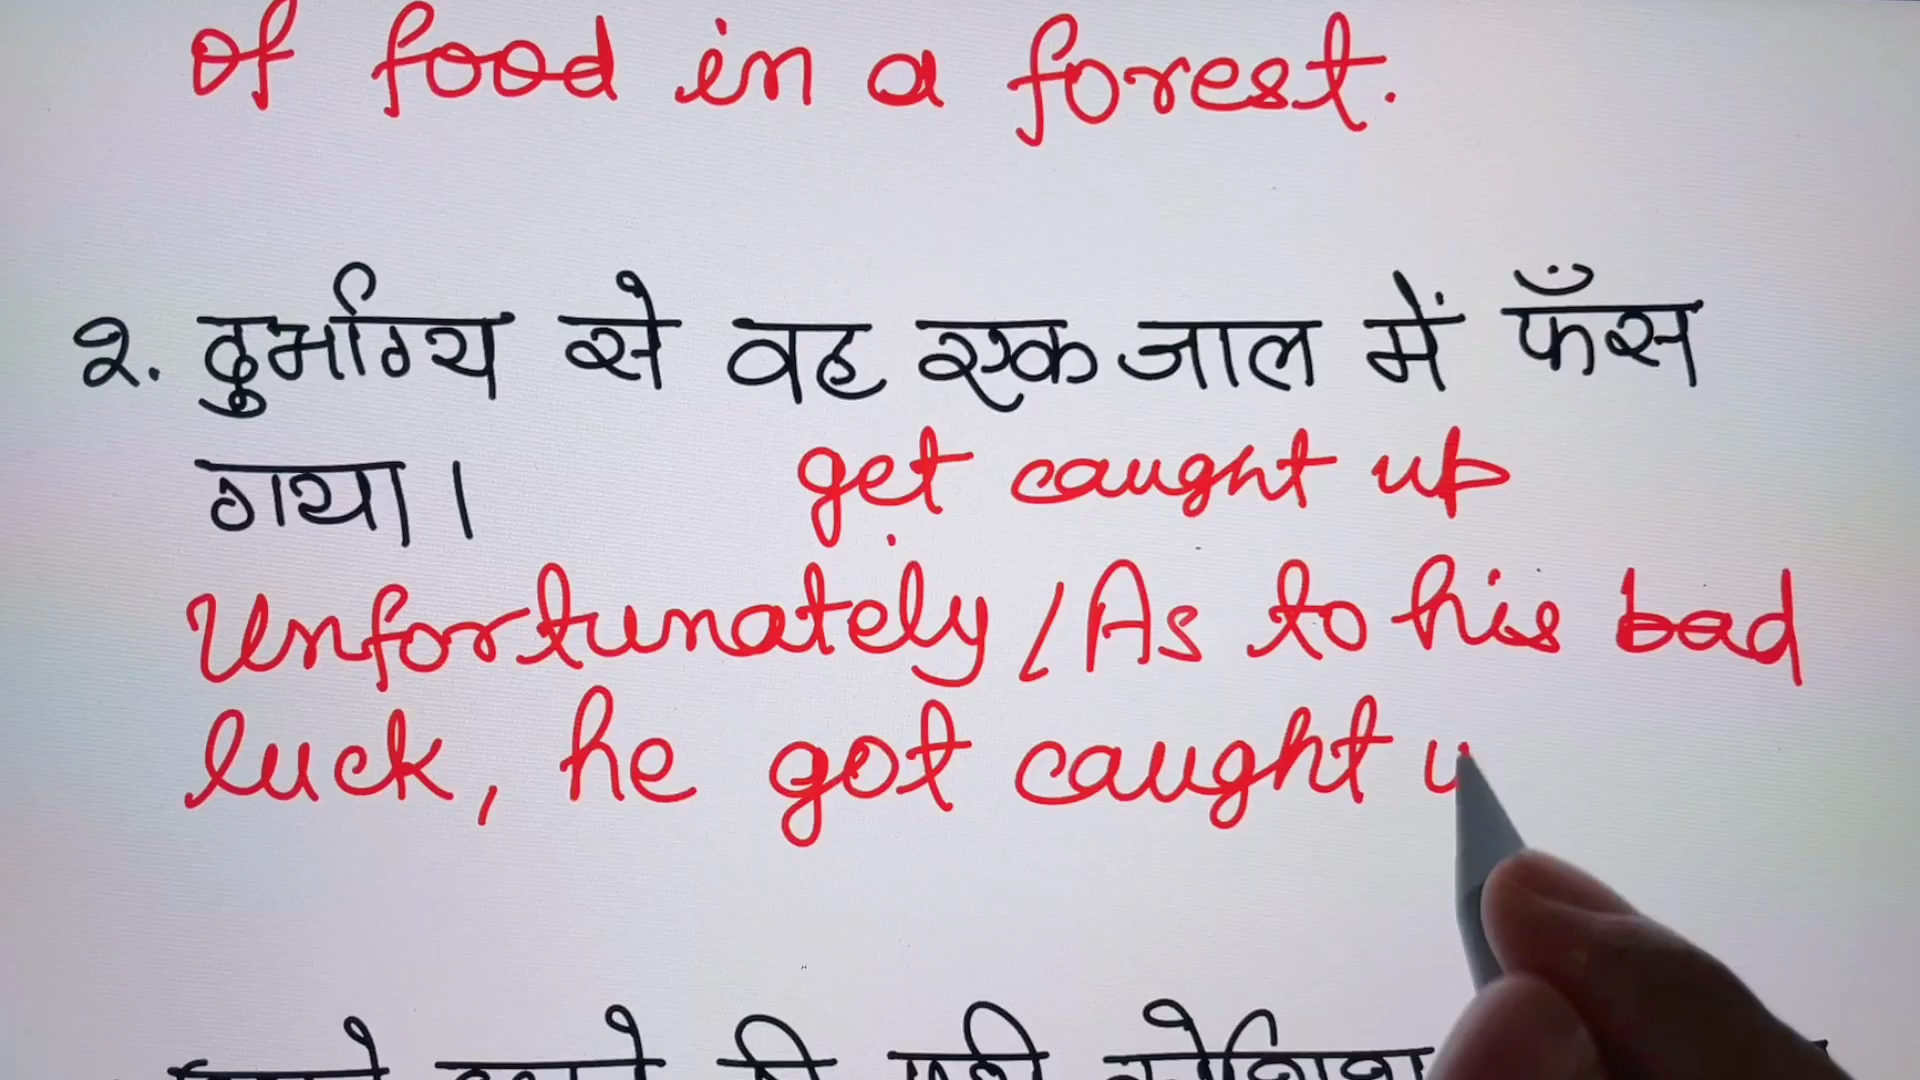 of food in a forest.
२. दुर्भाग्य से वह एक जाल में फँस
गया।
get caught up
Unfortunately / As to his bad
luck, he got caught u